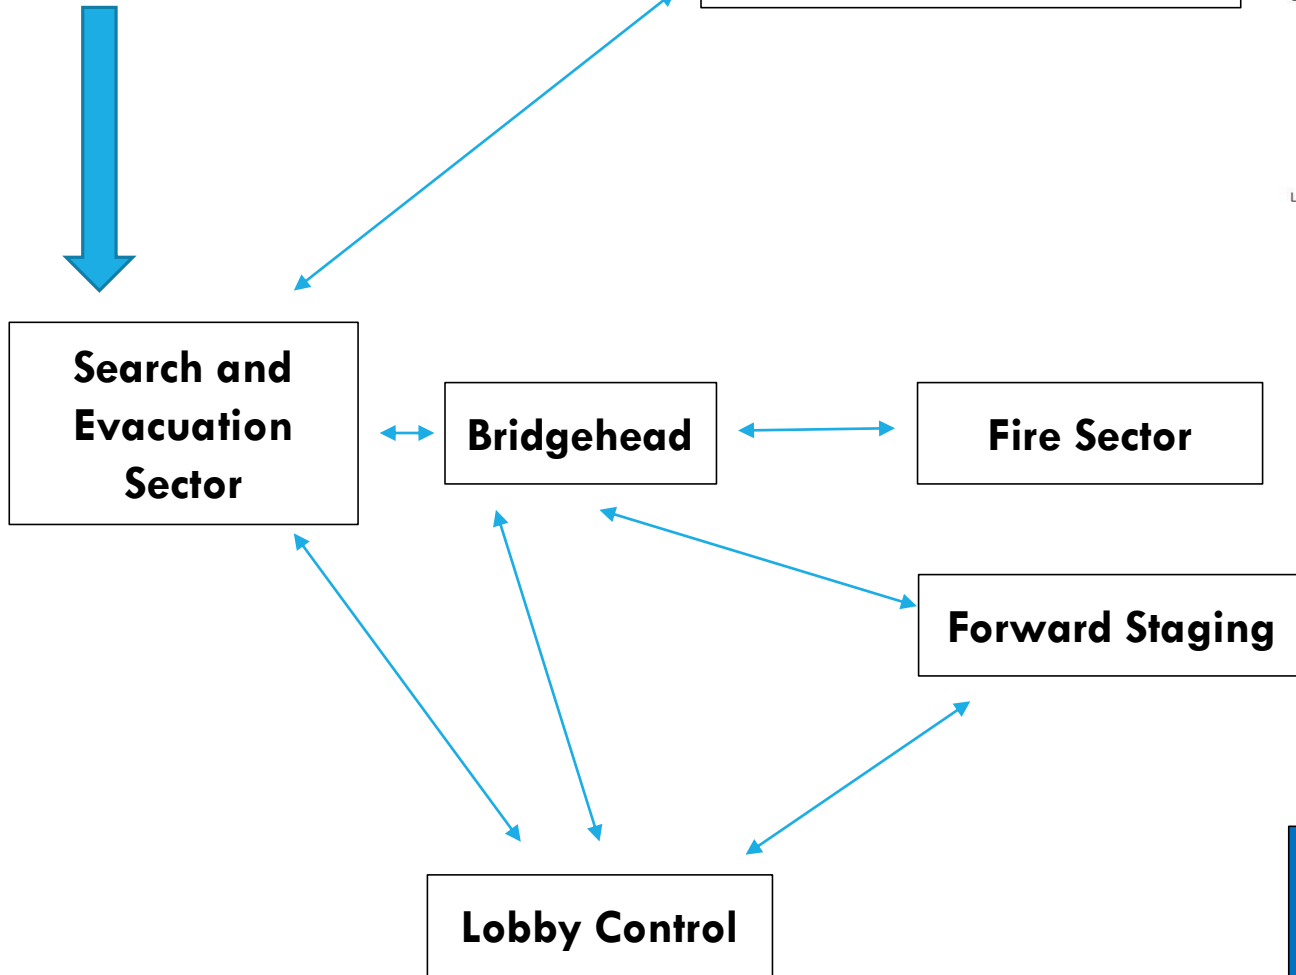 Search and
Evacuation
Sector
Bridgehead
Fire Sector
Forward Staging
Lobby Control